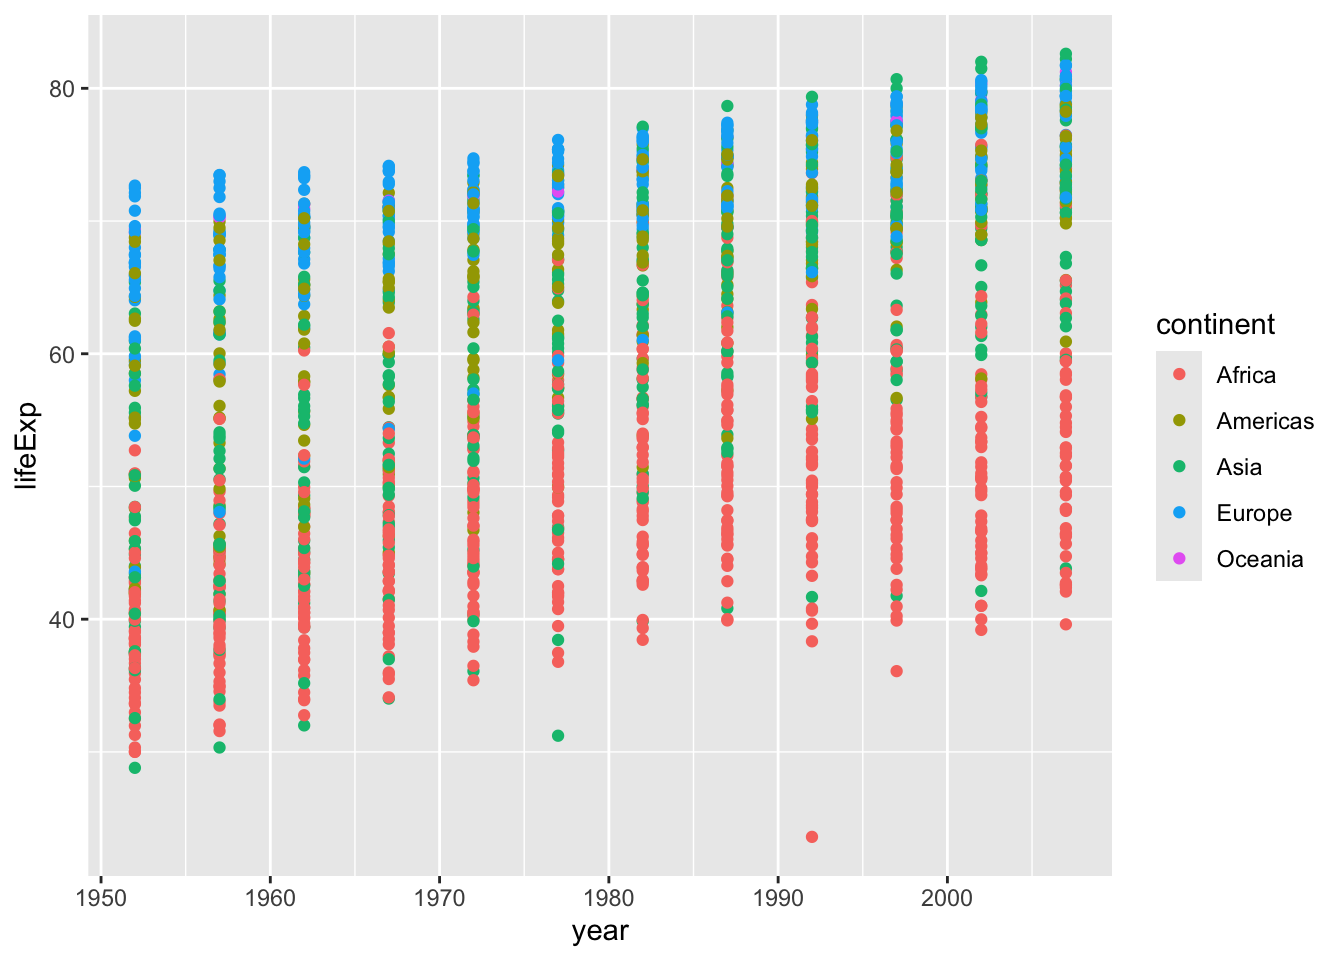 80
60
40
lifeExp
1950 1960 1970 1980 1990 2000
year
continent
Africa
Americas
Asia
Europe
Oceania